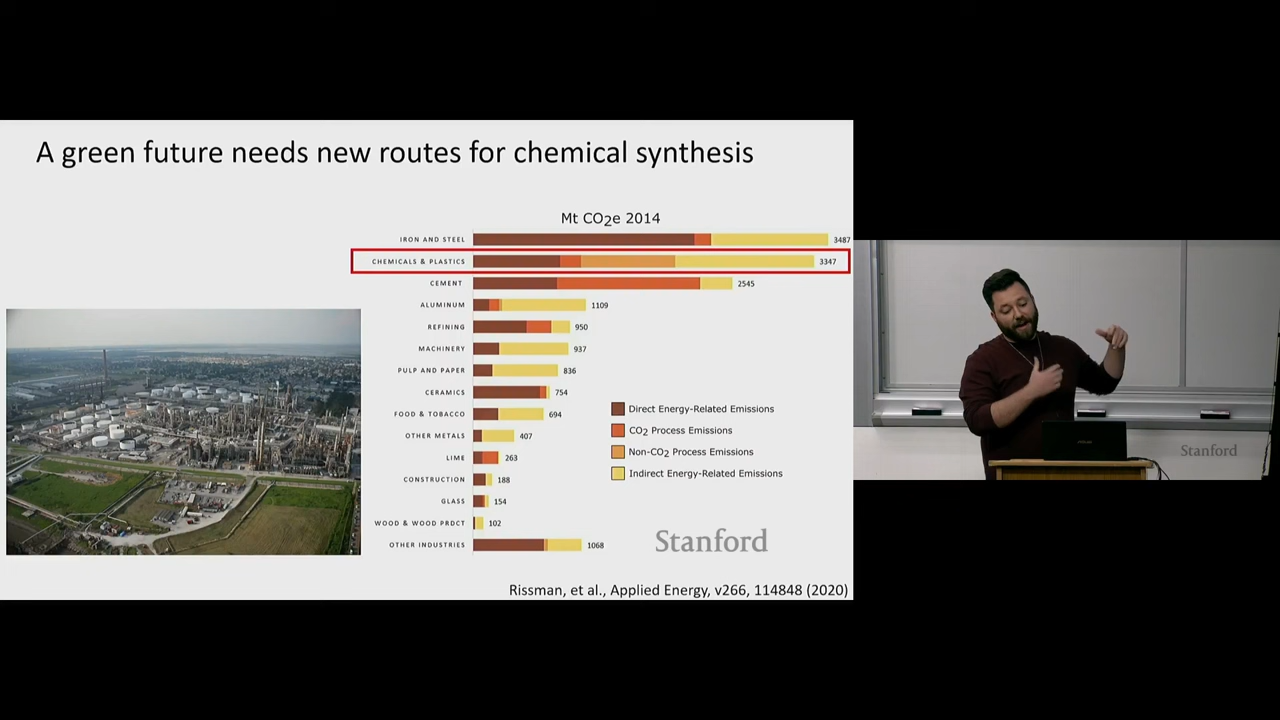 A green future needs new routes for chemical synthesis
Mt CO2e 2014
IRON AND STEEL 3487
CHEMICALS & PLASTICS 3347
CEMENT 2545
ALUMINUM 1109
REFINING 950
MACHINERY 937
PULP AND PAPER 836
CERAMICS 754
FOOD & TOBACCO 694
OTHER METALS 407
LIME 263
CONSTRUCTION 188
GLASS 154
WOOD & WOOD PRDCT 102
OTHER INDUSTRIES 1068
Direct Energy-Related Emissions
CO2 Process Emissions
Non-CO2 Process Emissions
Indirect Energy-Related Emissions
Stanford
Rissman, et al., Applied Energy, v266, 114848 (2020)
Stanford